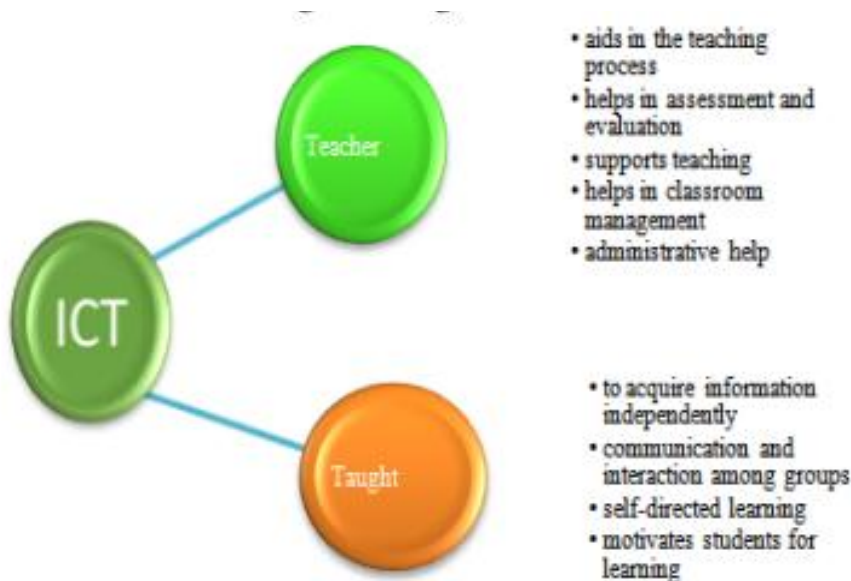 ICT
Teacher
• aids in the teaching
process
• helps in assessment and
evaluation
• supports teaching
• helps in classroom
management
• administrative help
Taught
• to acquire information
independently
• communication and
interaction among groups
• self-directed learning
• motivates students for
learning